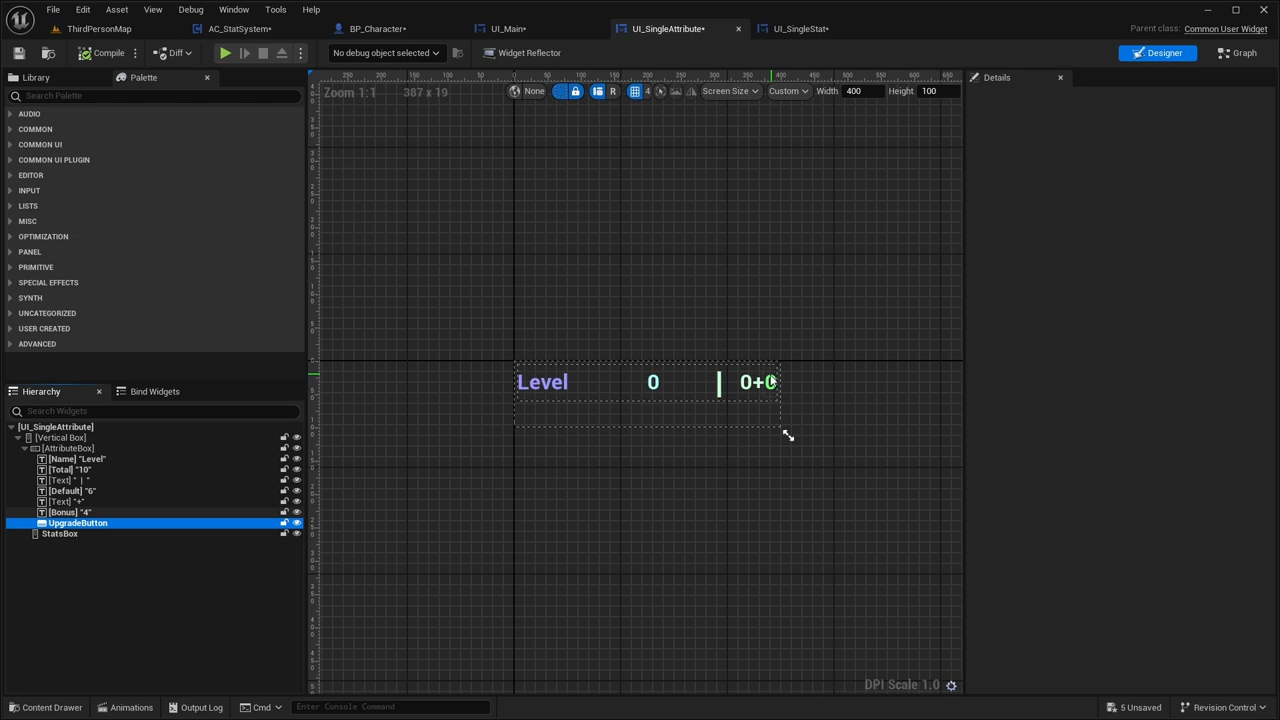 File Edit Asset View Debug Window Tools Help
ThirdPersonMap AC_StatSystem* BP_Character* UI_Main* UI_SingleAttribute* UI_SingleStat* Parent class: Common User Widget
Compile Diff No debug object selected Widget Reflector Designer Graph
Library Palette Details
Search Palette
Zoom 1:1 387 x 19 None R 4 Screen Size Custom Width 400 Height 100
AUDIO
COMMON
COMMON UI
COMMON UI PLUGIN
EDITOR
INPUT
LISTS
MISC
OPTIMIZATION
PANEL
PRIMITIVE
SPECIAL EFFECTS
SYNTH
UNCATEGORIZED
USER CREATED
ADVANCED
Level 0 | 0+0
Hierarchy Bind Widgets
Search Widgets
[UI_SingleAttribute]
[Vertical Box]
[AttributeBox]
[Name] "Level"
[Total] "10"
[Text] " | "
[Default] "6"
[Text] "+"
[Bonus] "4"
UpgradeButton
StatsBox
DPI Scale 1.0
Content Drawer Animations Output Log Cmd Enter Console Command 5 Unsaved Revision Control